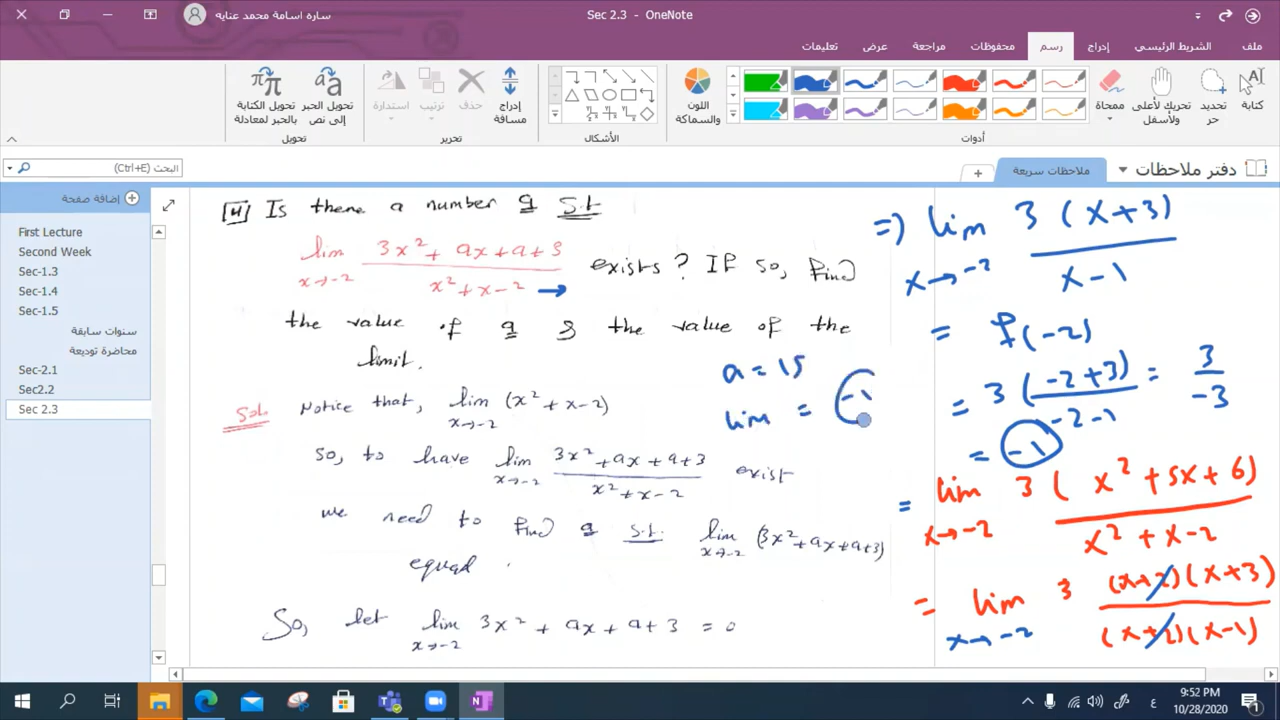 Sec 2.3 - OneNote
ساره اسامة محمد عنايه
ملف
الشريط الرئيسي
إدراج
رسم
محفوظات
مراجعة
عرض
تعليمات
كتابة
تحديد حر
تحريك لأعلى ولأسفل
ممحاة
اللون والسماكة
إدراج مسافة
حذف
ترتيب
استدارة
تحويل الحبر إلى نص
تحويل الكتابة بالحبر لمعادلة
أدوات
الأشكال
تحرير
تحويل
البحث (Ctrl+E)
دفتر ملاحظات
ملاحظات سريعة
إضافة صفحة
First Lecture
Second Week
Sec-1.3
Sec-1.4
Sec-1.5
سنوات سابقة
محاضرة توديعة
Sec-2.1
Sec2.2
Sec 2.3
[4] Is there a number a s.t
lim x→-2 (3x² + ax + a + 3)/(x² + x - 2) exists? If so, find
the value of a & the value of the
limit.
Sol. Notice that, lim x→-2 (x² + x - 2)
so, to have lim x→-2 (3x² + ax + a + 3)/(x² + x - 2) exist
we need to find a s.t. lim x→-2 (3x² + ax + a + 3)
equal
So, let lim x→-2 3x² + ax + a + 3 = 0
a = 15
lim = -1
⇒ lim x→-2 3 (x+3)/(x-1)
= f(-2)
= 3 (-2+3)/(-2-1) = 3/-3
= -1
= lim x→-2 3 (x² + 5x + 6)/(x² + x - 2)
= lim x→-2 3 (x+2)(x+3)/(x+2)(x-1)
9:52 PM
10/28/2020
ع